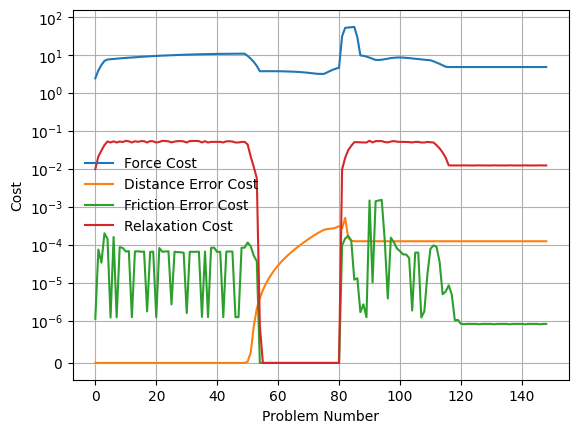 10²
10¹
10⁰
10⁻¹
10⁻²
10⁻³
10⁻⁴
10⁻⁵
10⁻⁶
0
Cost
Force Cost
Distance Error Cost
Friction Error Cost
Relaxation Cost
0 20 40 60 80 100 120 140
Problem Number